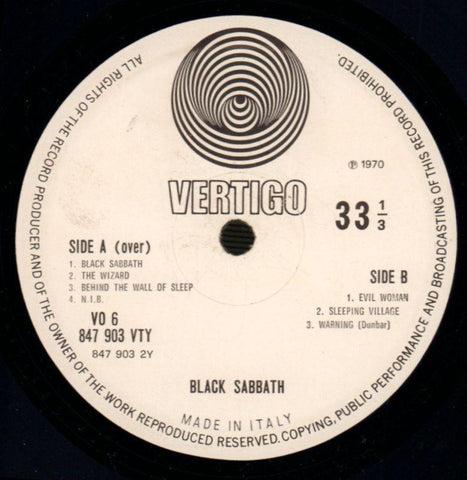 ALL RIGHTS OF THE RECORD PRODUCER AND OF THE OWNER OF THE WORK REPRODUCED RESERVED. COPYING, PUBLIC PERFORMANCE AND BROADCASTING OF THIS RECORD PROHIBITED.
℗ 1970
VERTIGO
33 1/3
SIDE A (over)
1. BLACK SABBATH
2. THE WIZARD
3. BEHIND THE WALL OF SLEEP
4. N.I.B.
VO 6
847 903 VTY
847 903 2Y
SIDE B
1. EVIL WOMAN
2. SLEEPING VILLAGE
3. WARNING (Dunbar)
BLACK SABBATH
MADE IN ITALY